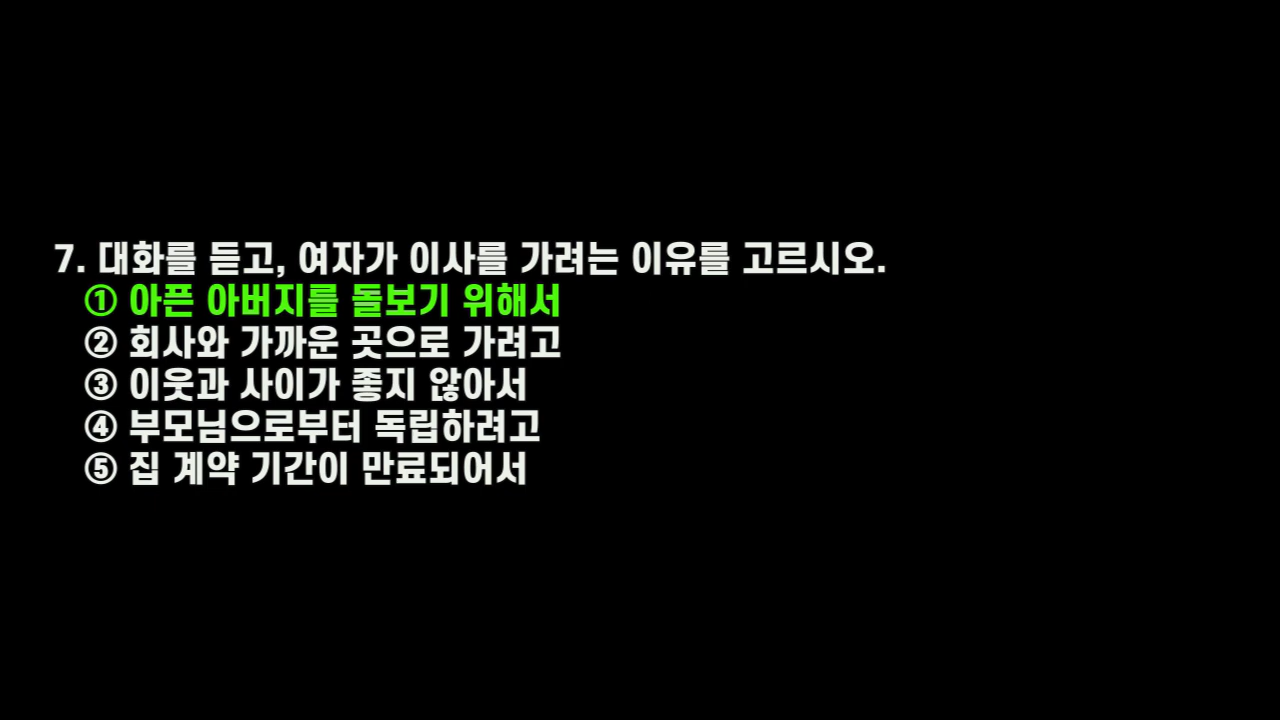 7. 대화를 듣고, 여자가 이사를 가려는 이유를 고르시오.
① 아픈 아버지를 돌보기 위해서
② 회사와 가까운 곳으로 가려고
③ 이웃과 사이가 좋지 않아서
④ 부모님으로부터 독립하려고
⑤ 집 계약 기간이 만료되어서